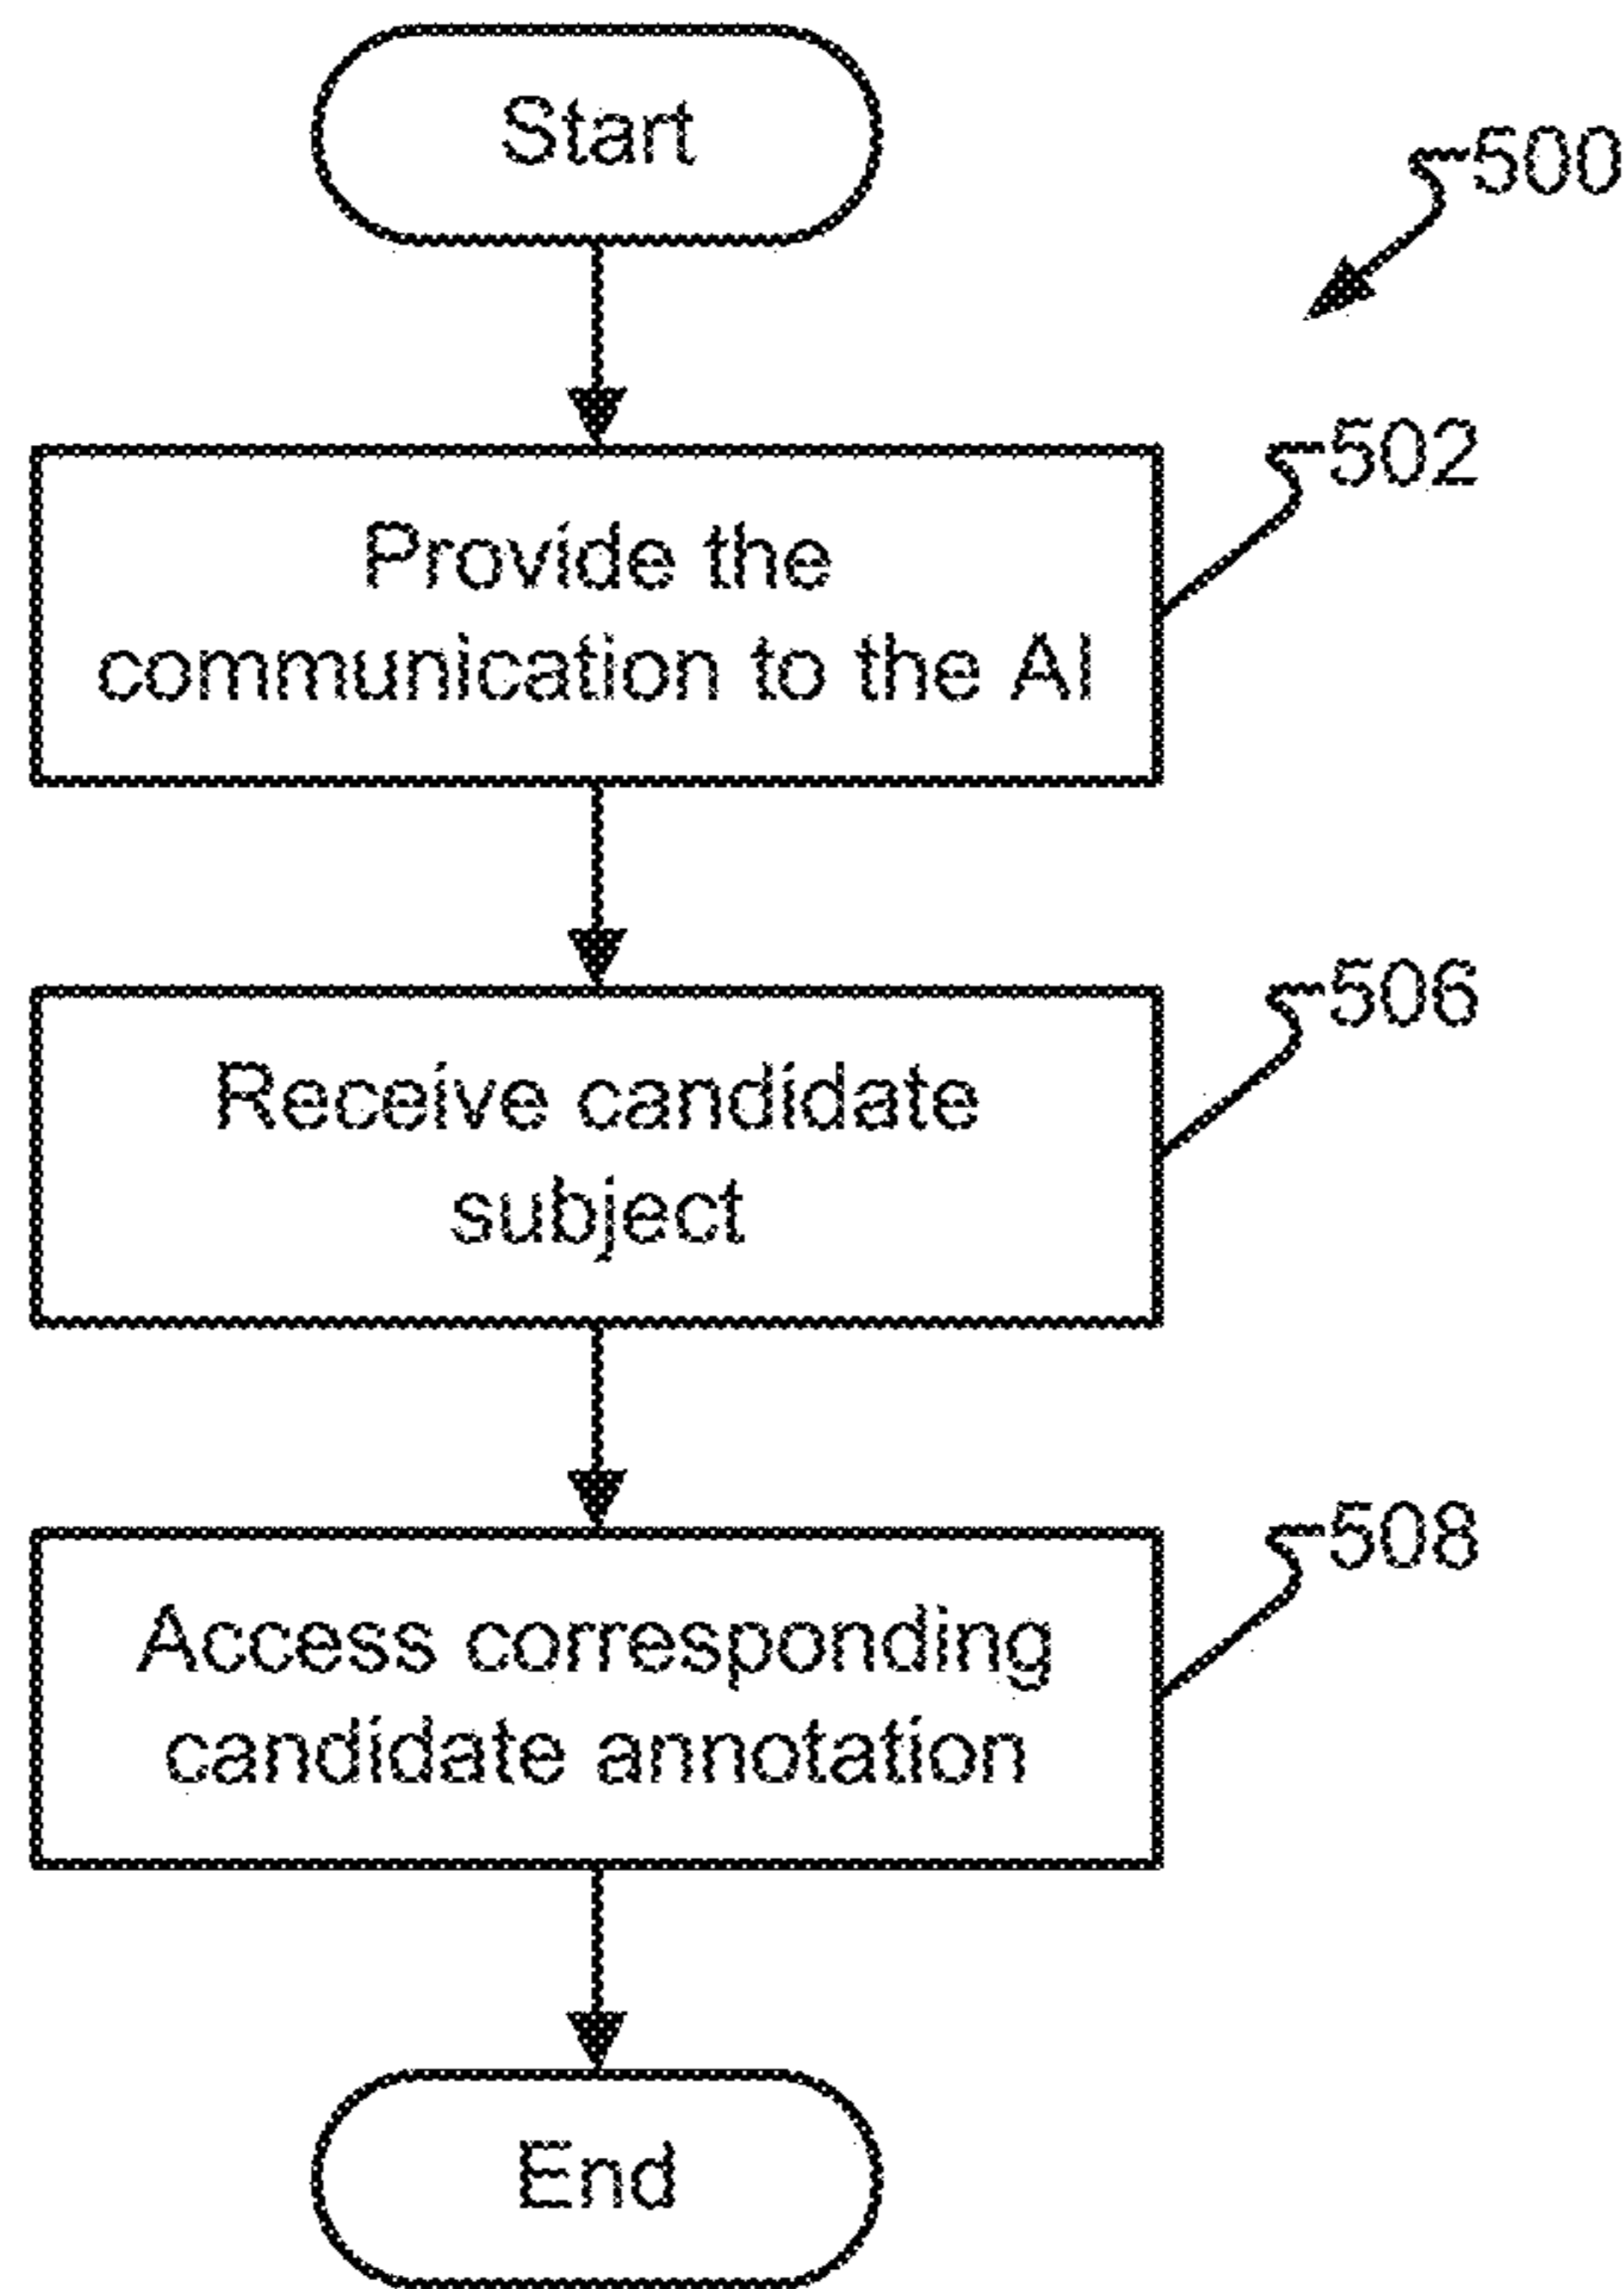 Start
500
502
Provide the
communication to the AI
506
Receive candidate
subject
508
Access corresponding
candidate annotation
End